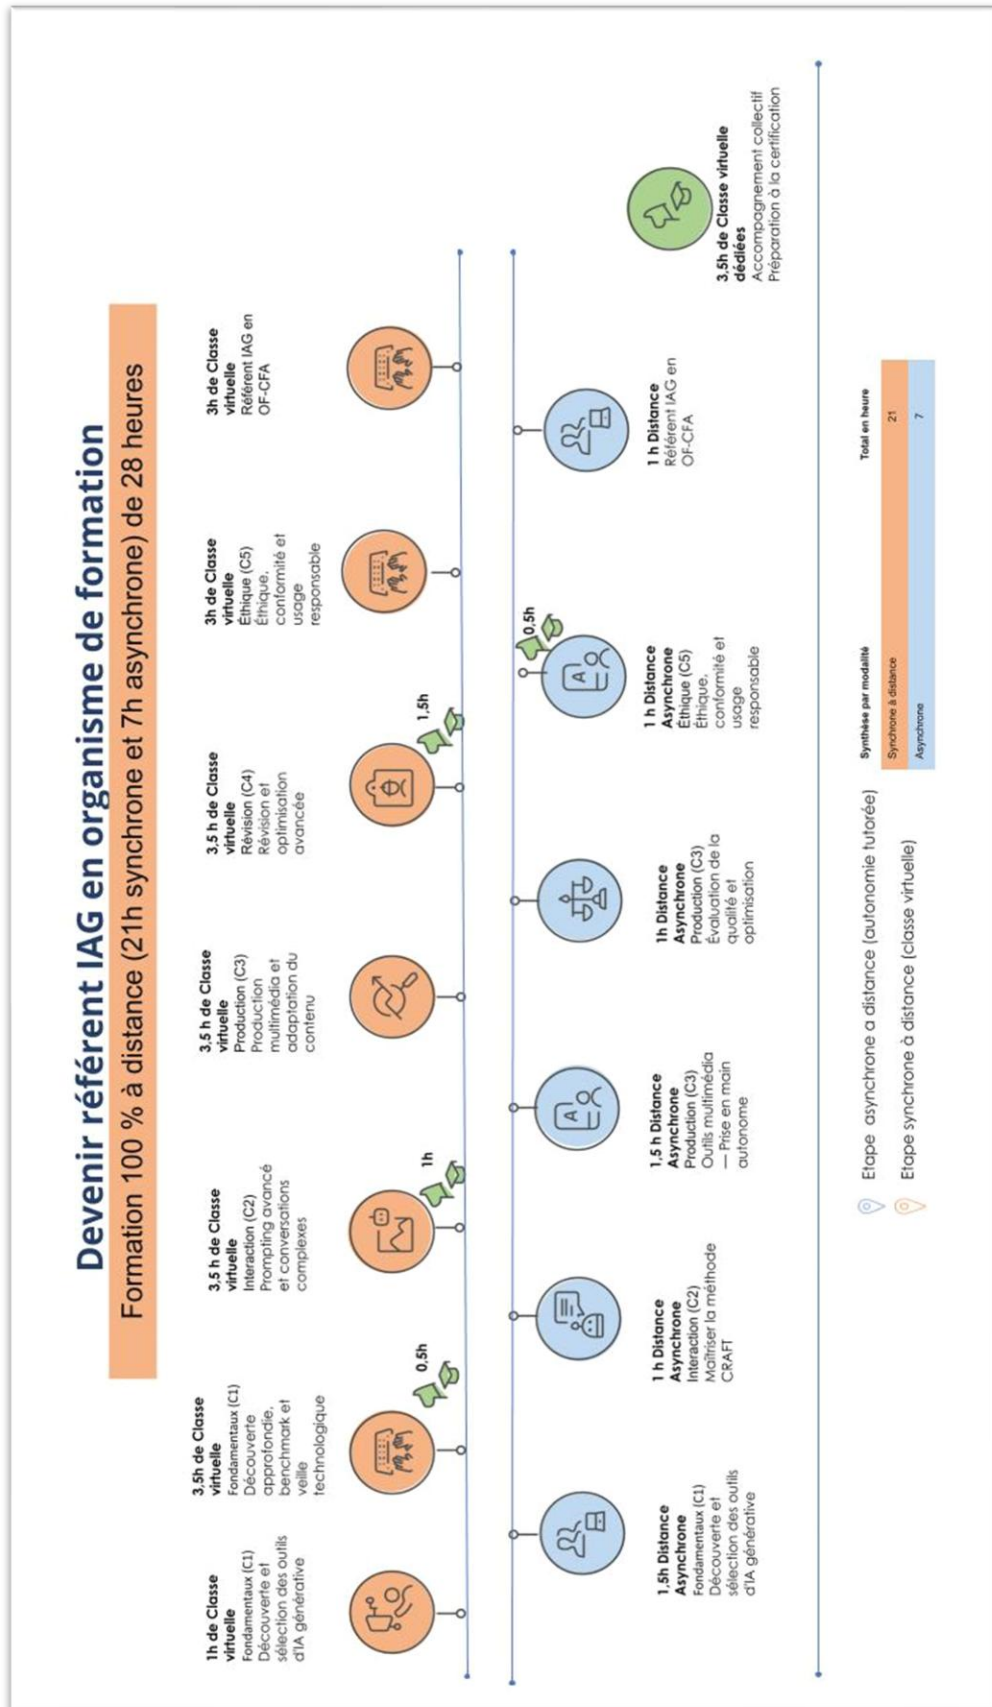 Devenir référent IAG en organisme de formation
Formation 100 % à distance (21h synchrone et 7h asynchrone) de 28 heures
1h de Classe
virtuelle
Fondamentaux (C1)
Découverte et
sélection des outils
d'IA générative
3,5h de Classe
virtuelle
Fondamentaux (C1)
Découverte
approfondie,
benchmark et
veille
technologique
0,5h
3,5 h de Classe
virtuelle
Interaction (C2)
Prompting avancé
et conversations
complexes
1h
3,5 h de Classe
virtuelle
Production (C3)
Production
multimédia et
adaptation du
contenu
3,5 h de Classe
virtuelle
Révision (C4)
Révision et
optimisation
avancée
1,5h
3h de Classe
virtuelle
Éthique (C5)
Éthique,
conformité et
usage
responsable
3h de Classe
virtuelle
Référent IAG en
OF-CFA
1,5h Distance
Asynchrone
Fondamentaux (C1)
Découverte et
sélection des outils
d'IA générative
1 h Distance
Asynchrone
Interaction (C2)
Maîtriser la méthode
CRAFT
1,5 h Distance
Asynchrone
Production (C3)
Outils multimédia
— Prise en main
autonome
A
1h Distance
Asynchrone
Production (C3)
Évaluation de la
qualité et
optimisation
1 h Distance
Asynchrone
Éthique (C5)
Éthique,
conformité et
usage
responsable
A
0,5h
1 h Distance
Référent IAG en
OF-CFA
3,5h de Classe virtuelle
dédiées
Accompagnement collectif
Préparation à la certification
Etape asynchrone a distance (autonomie tutorée)
Etape synchrone à distance (classe virtuelle)
Synthèse par modalité Total en heure
Synchrone à distance 21
Asynchrone 7